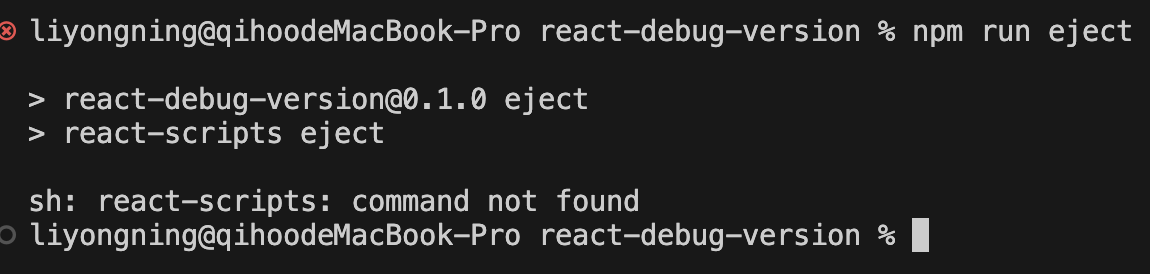 liyongning@qihoodeMacBook-Pro react-debug-version % npm run eject
> react-debug-version@0.1.0 eject
> react-scripts eject
sh: react-scripts: command not found
liyongning@qihoodeMacBook-Pro react-debug-version %